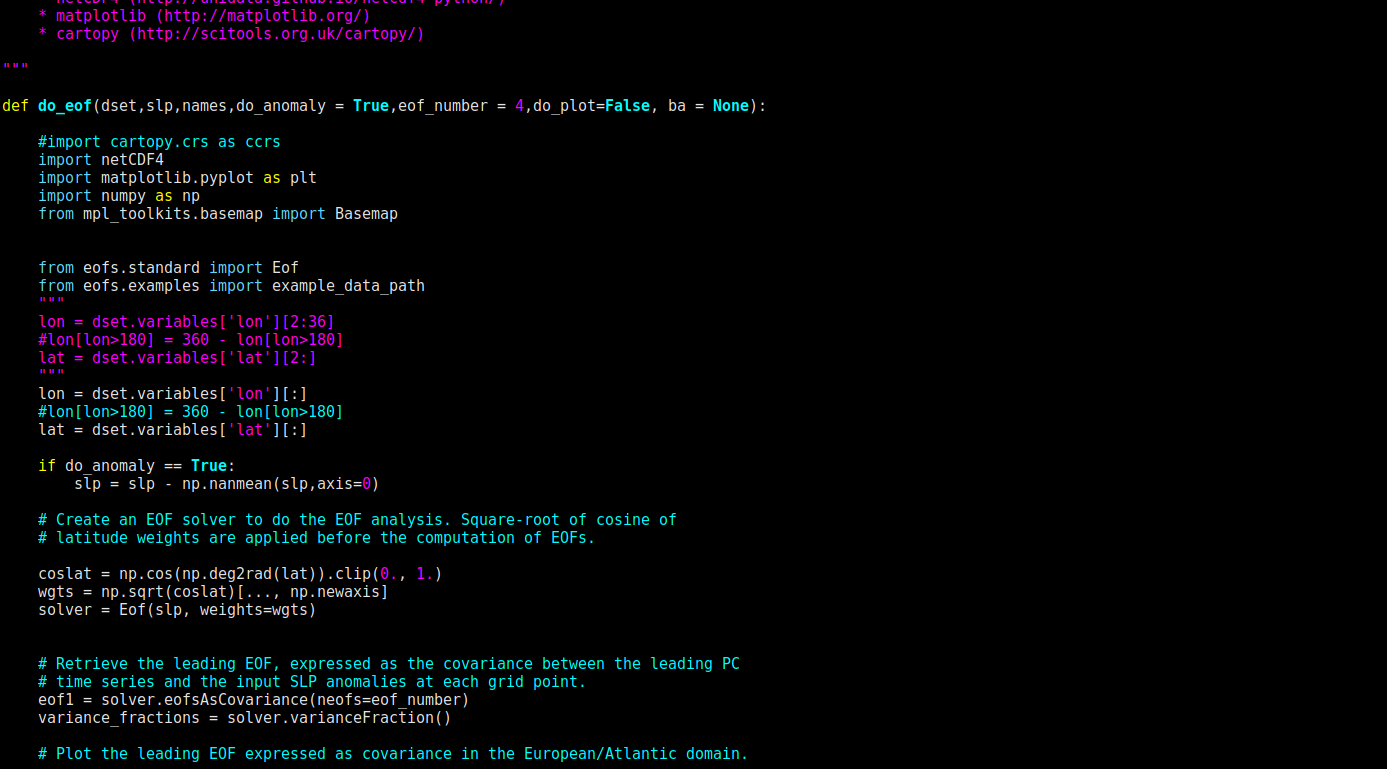 * netCDF4 (http://unidata.github.io/netcdf4-python/)
* matplotlib (http://matplotlib.org/)
* cartopy (http://scitools.org.uk/cartopy/)
"""
def do_eof(dset,slp,names,do_anomaly = True,eof_number = 4,do_plot=False, ba = None):
#import cartopy.crs as ccrs
import netCDF4
import matplotlib.pyplot as plt
import numpy as np
from mpl_toolkits.basemap import Basemap
from eofs.standard import Eof
from eofs.examples import example_data_path
"""
lon = dset.variables['lon'][2:36]
#lon[lon>180] = 360 - lon[lon>180]
lat = dset.variables['lat'][2:]
"""
lon = dset.variables['lon'][:]
#lon[lon>180] = 360 - lon[lon>180]
lat = dset.variables['lat'][:]
if do_anomaly == True:
slp = slp - np.nanmean(slp,axis=0)
# Create an EOF solver to do the EOF analysis. Square-root of cosine of
# latitude weights are applied before the computation of EOFs.
coslat = np.cos(np.deg2rad(lat)).clip(0., 1.)
wgts = np.sqrt(coslat)[..., np.newaxis]
solver = Eof(slp, weights=wgts)
# Retrieve the leading EOF, expressed as the covariance between the leading PC
# time series and the input SLP anomalies at each grid point.
eof1 = solver.eofsAsCovariance(neofs=eof_number)
variance_fractions = solver.varianceFraction()
# Plot the leading EOF expressed as covariance in the European/Atlantic domain.